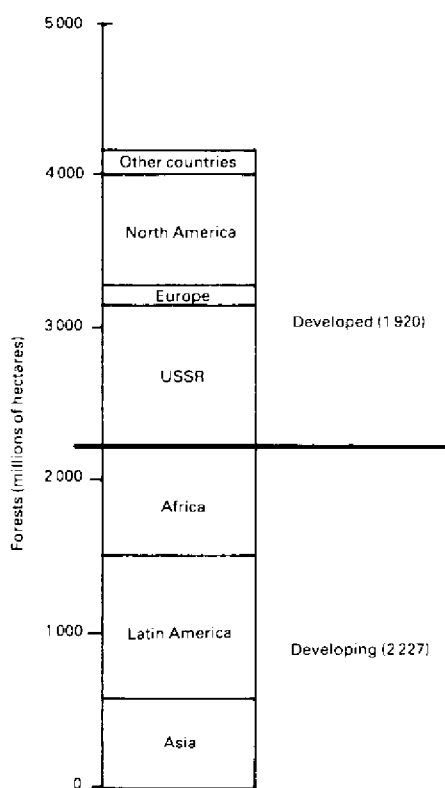 5 000
Other countries
4 000
North America
Europe
3 000
Developed (1 920)
USSR
Forests (millions of hectares)
2 000
Africa
1 000
Latin America
Developing (2 227)
Asia
0